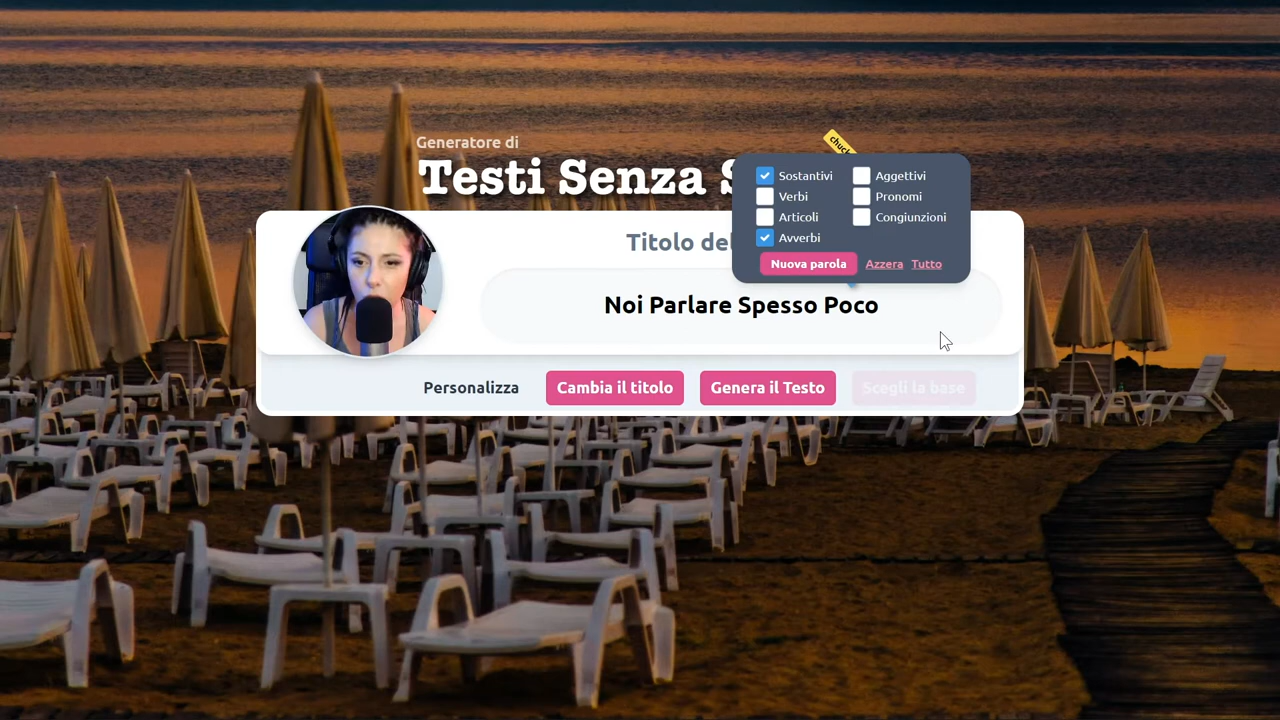 Generatore di
Testi Senza
Titolo del
Sostantivi
Aggettivi
Verbi
Pronomi
Articoli
Congiunzioni
Avverbi
Nuova parola
Azzera
Tutto
Noi Parlare Spesso Poco
Personalizza
Cambia il titolo
Genera il Testo
Scegli la base